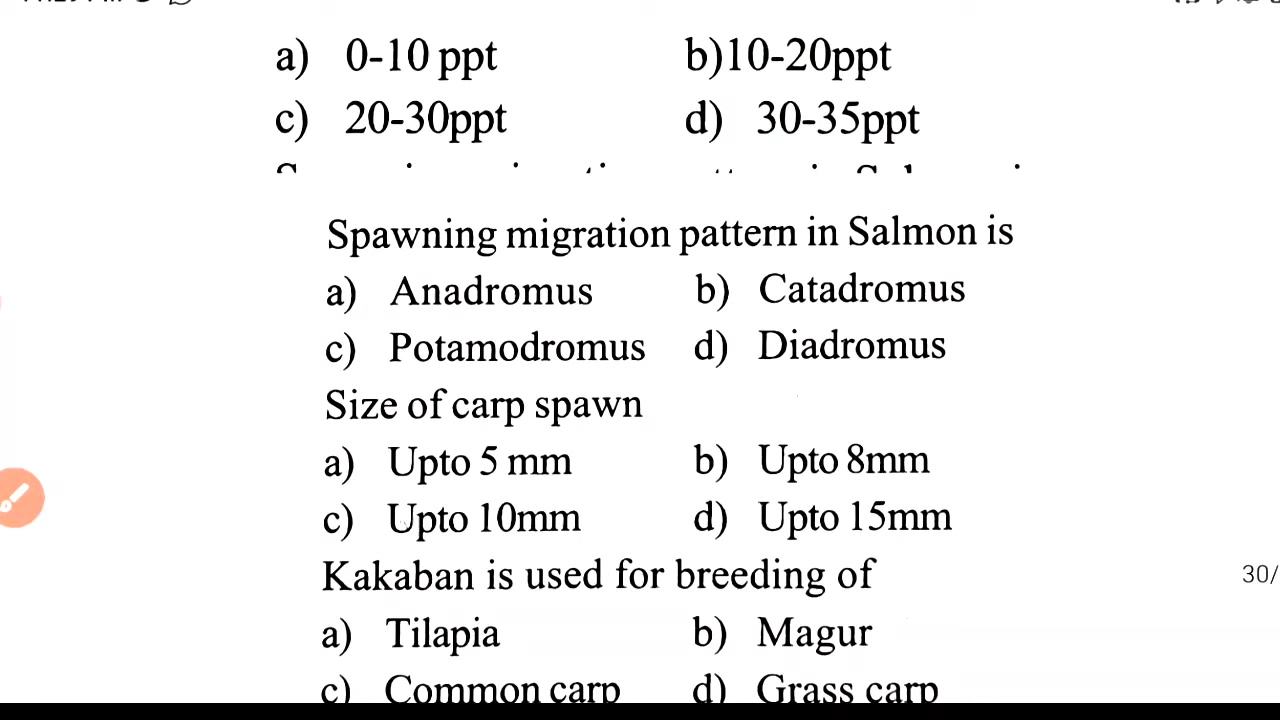 a) 0-10 ppt b)10-20ppt
c) 20-30ppt d) 30-35ppt
Spawning migration pattern in Salmon is
a) Anadromus b) Catadromus
c) Potamodromus d) Diadromus
Size of carp spawn
a) Upto 5 mm b) Upto 8mm
c) Upto 10mm d) Upto 15mm
Kakaban is used for breeding of
30/
a) Tilapia b) Magur
c) Common carp d) Grass carp